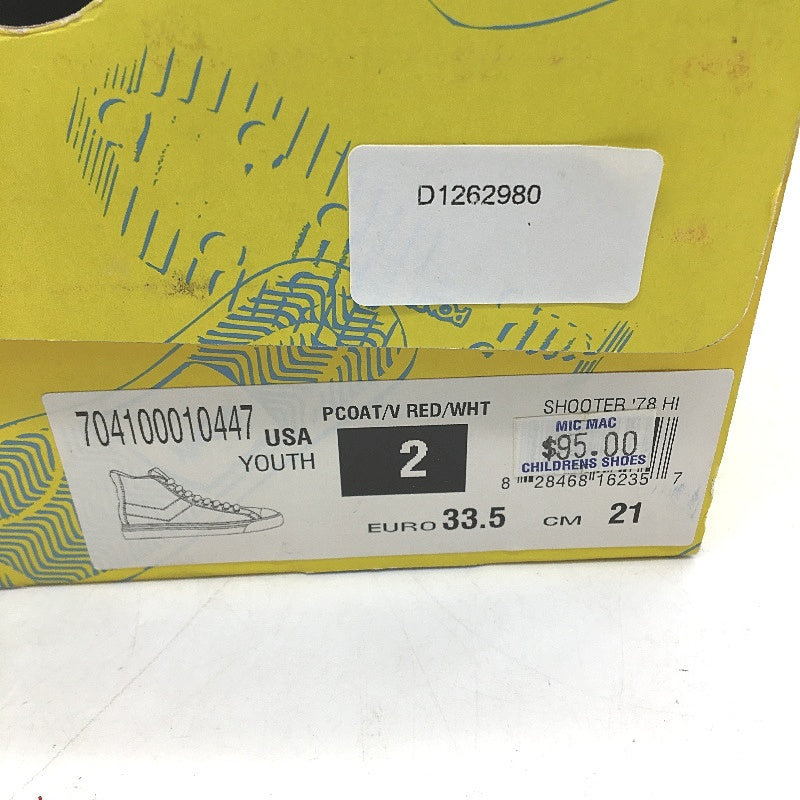 D1262980
704100010447
USA
YOUTH
PCOAT/V RED/WHT
2
EURO 33.5
CM 21
SHOOTER '78 HI
MIC MAC
$95.00
CHILDRENS SHOES
8 28468 16235 7